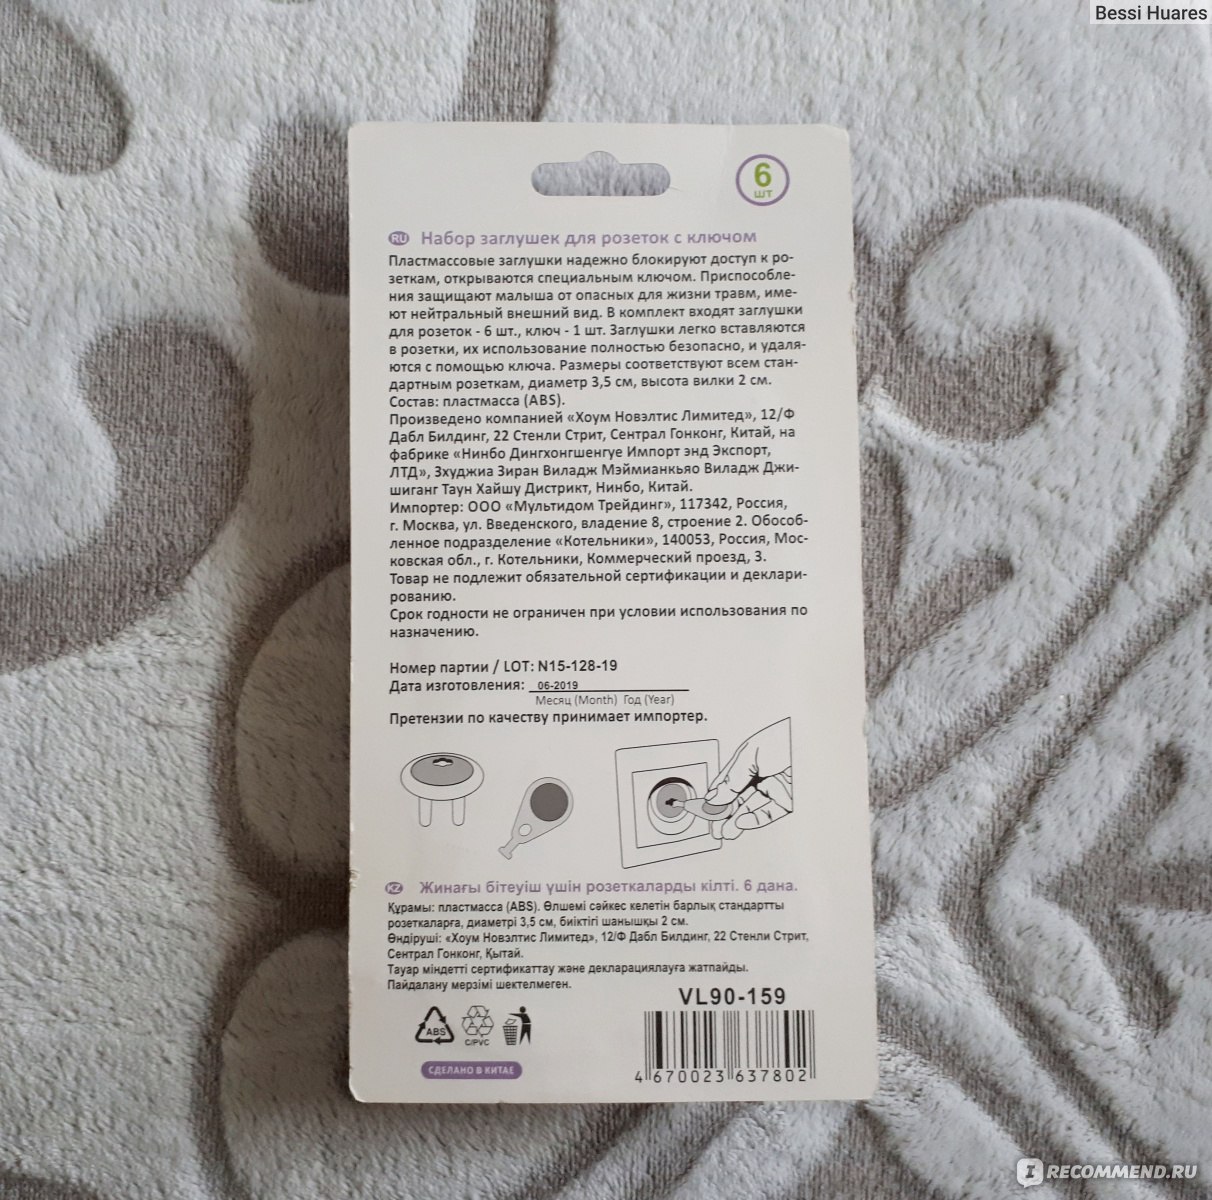 Bessi Huares
6
шт
RU Набор заглушек для розеток с ключом
Пластмассовые заглушки надежно блокируют доступ к ро-
зеткам, открываются специальным ключом. Приспособле-
ния защищают малыша от опасных для жизни травм, име-
ют нейтральный внешний вид. В комплект входят заглушки
для розеток - 6 шт., ключ - 1 шт. Заглушки легко вставляются
в розетки, их использование полностью безопасно, и удаля-
ются с помощью ключа. Размеры соответствуют всем стан-
дартным розеткам, диаметр 3,5 см, высота вилки 2 см.
Состав: пластмасса (ABS).
Произведено компанией «Хоум Новэлтис Лимитед», 12/Ф
Дабл Билдинг, 22 Стенли Стрит, Сентрал Гонконг, Китай, на
фабрике «Нинбо Дингхонгшенгуе Импорт энд Экспорт,
ЛТД», Зхуджиа Зиран Виладж Мэймианкьяо Виладж Джи-
шиганг Таун Хайшу Дистрикт, Нинбо, Китай.
Импортер: ООО «Мультидом Трейдинг», 117342, Россия,
г. Москва, ул. Введенского, владение 8, строение 2. Обособ-
ленное подразделение «Котельники», 140053, Россия, Мос-
ковская обл., г. Котельники, Коммерческий проезд, 3.
Товар не подлежит обязательной сертификации и деклари-
рованию.
Срок годности не ограничен при условии использования по
назначению.
Номер партии / LOT: N15-128-19
Дата изготовления: 06-2019
Месяц (Month) Год (Year)
Претензии по качеству принимает импортер.
KZ Жинағы бітеуіш үшін розеткаларды кілті. 6 дана.
Құрамы: пластмасса (ABS). Өлшемі сәйкес келетін барлық стандартты
розеткаларға, диаметрі 3,5 см, биіктігі шанышқы 2 см.
Өндіруші: «Хоум Новэлтис Лимитед», 12/Ф Дабл Билдинг, 22 Стенли Стрит,
Сентрал Гонконг, Қытай.
Тауар міндетті сертификаттау және декларациялауға жатпайды.
Пайдалану мерзімі шектелмеген.
VL90-159
ABS
C/PVC
СДЕЛАНО В КИТАЕ
4 670023 637802
I RECOMMEND.RU